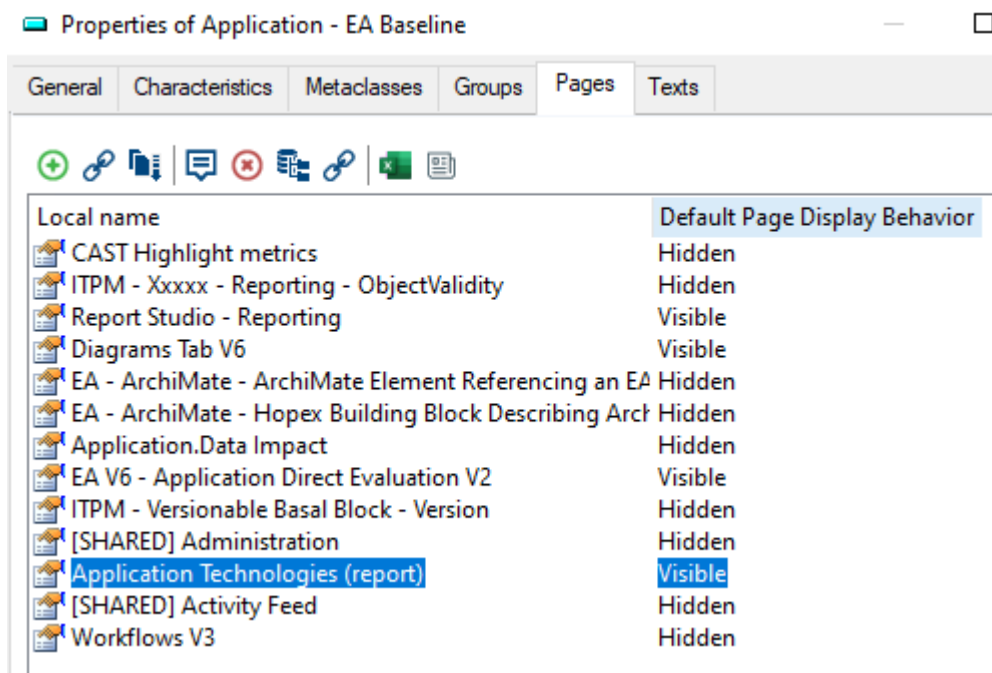 Properties of Application - EA Baseline
General Characteristics Metaclasses Groups Pages Texts
Local name Default Page Display Behavior
CAST Highlight metrics Hidden
ITPM - Xxxxx - Reporting - ObjectValidity Hidden
Report Studio - Reporting Visible
Diagrams Tab V6 Visible
EA - ArchiMate - ArchiMate Element Referencing an EA Hidden
EA - ArchiMate - Hopex Building Block Describing Arch Hidden
Application.Data Impact Hidden
EA V6 - Application Direct Evaluation V2 Visible
ITPM - Versionable Basal Block - Version Hidden
[SHARED] Administration Hidden
Application Technologies (report) Visible
[SHARED] Activity Feed Hidden
Workflows V3 Hidden